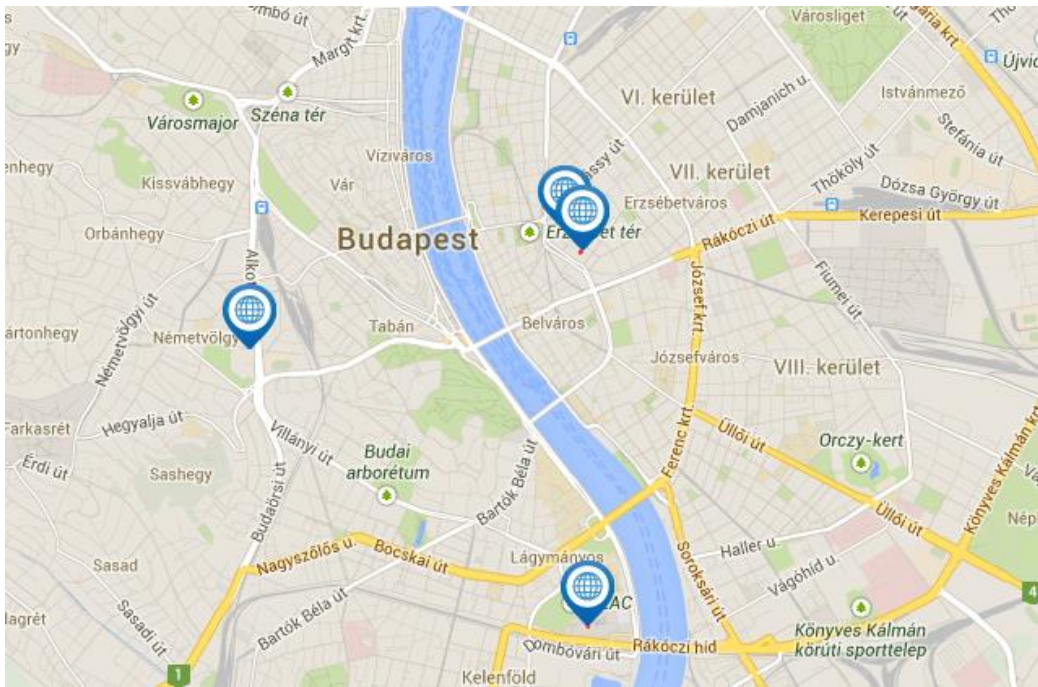 Városliget
Margit krt.
VI. kerület
Istvánmező
Damjanich u.
Stefánia út
Városmajor
Széna tér
Víziváros
VII. kerület
Thököly út
Dózsa György út
Kissvábhegy
Vár
Erzsébetváros
Kerepesi út
Orbánhegy
Budapest
Rákóczi út
Fiumei út
József krt.
Németvölgyi út
Németvölgy
Tabán
Belváros
Józsefváros
VIII. kerület
Farkasrét
Hegyalja út
Villányi út
Ferenc krt.
Üllői út
Orczy-kert
Könyves Kálmán krt.
Érdi út
Sashegy
Budai
arborétum
Bartók Béla út
Budaörsi út
Üllői út
Sasad
Nagyszőlős u.
Bocskai út
Lágymányos
Haller u.
Vágóhíd u.
Soroksári út
Sasadi út
Bartók Béla út
4
Könyves Kálmán
körúti sporttelep
Dombóvári út
Rákóczi híd
1
Kelenföld